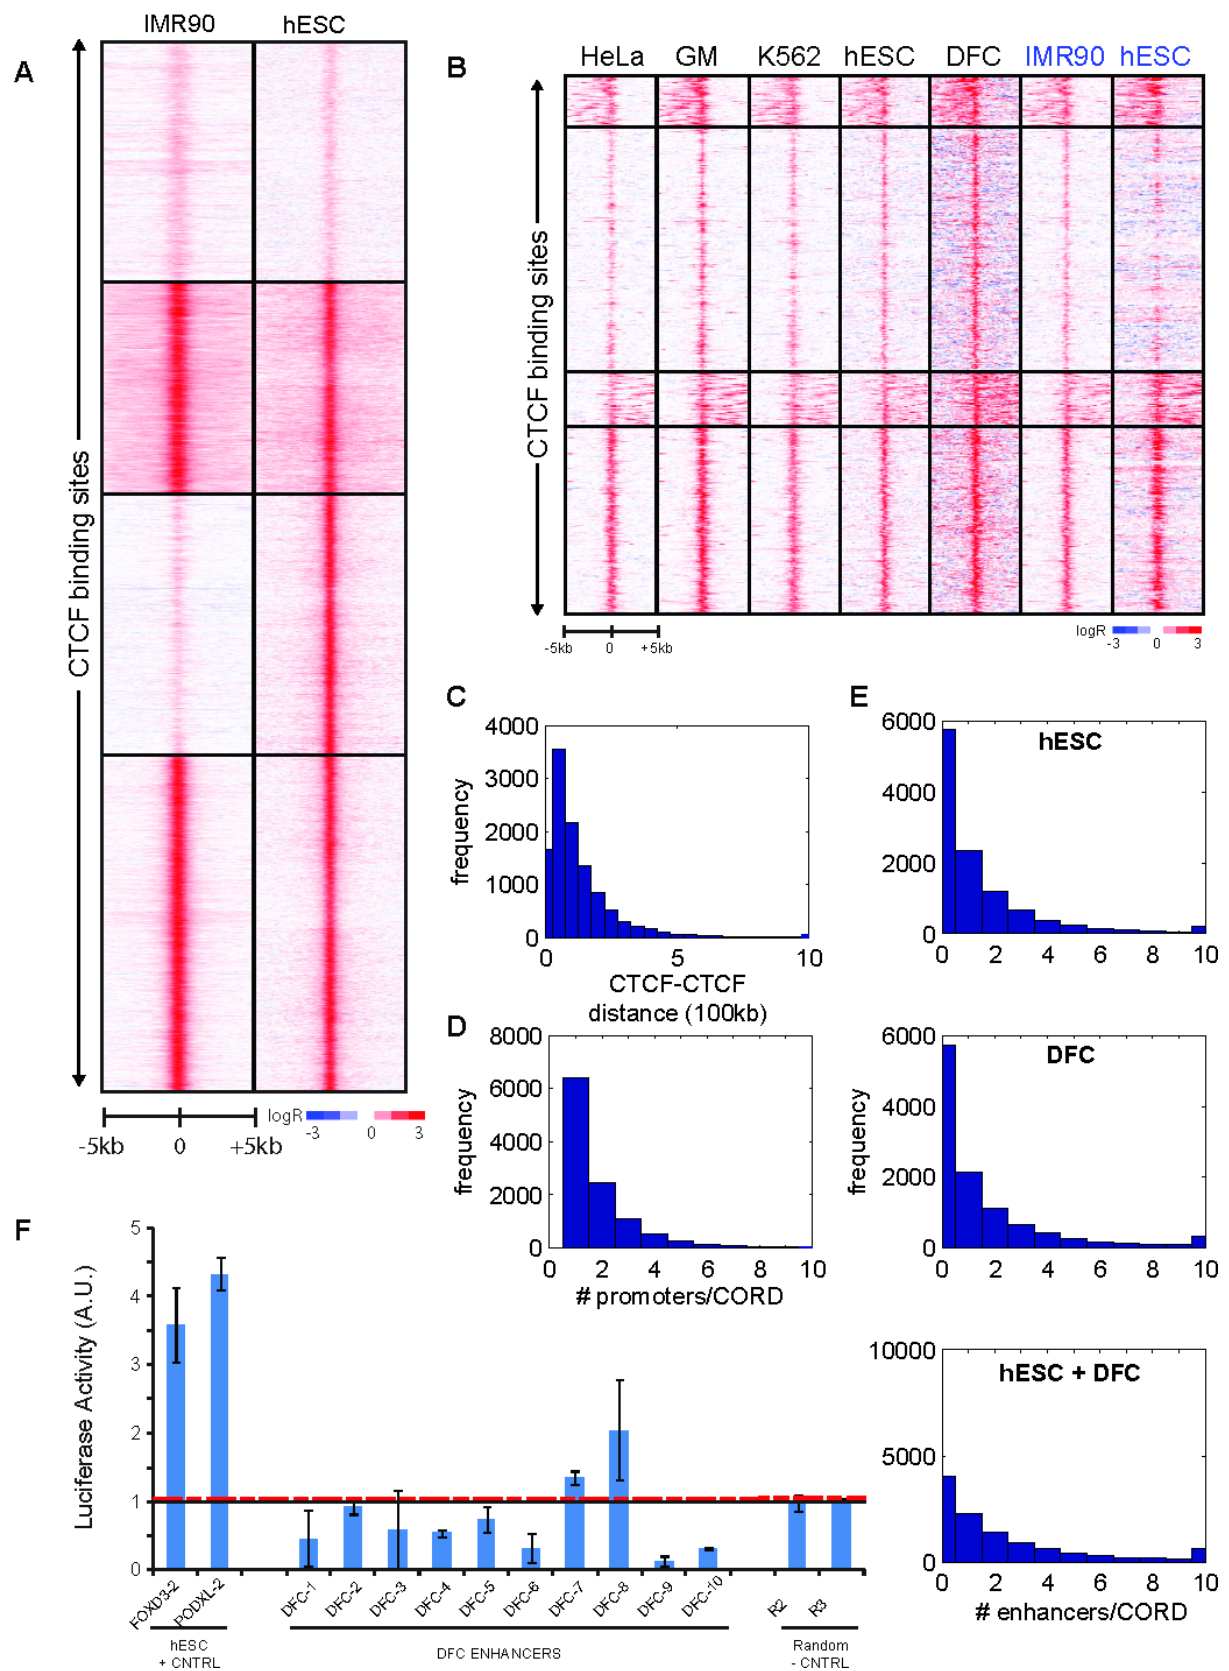 A
IMR90
hESC
CTCF binding sites
-5kb
0
+5kb
logR
-3
0
3
B
HeLa
GM
K562
hESC
DFC
IMR90
hESC
CTCF binding sites
-5kb
0
+5kb
logR
-3
0
3
C
4000
3000
2000
1000
0
frequency
0
5
10
CTCF-CTCF
distance (100kb)
D
8000
6000
4000
2000
0
frequency
0
2
4
6
8
10
# promoters/CORD
E
hESC
6000
4000
2000
0
0
2
4
6
8
10
DFC
6000
4000
2000
0
frequency
0
2
4
6
8
10
hESC + DFC
10000
5000
0
0
2
4
6
8
10
# enhancers/CORD
F
5
4
3
2
1
0
Luciferase Activity (A.U.)
FOXD3-2
PODXL-2
DFC-1
DFC-2
DFC-3
DFC-4
DFC-5
DFC-6
DFC-7
DFC-8
DFC-9
DFC-10
R2
R3
hESC
+ CNTRL
DFC ENHANCERS
Random
- CNTRL